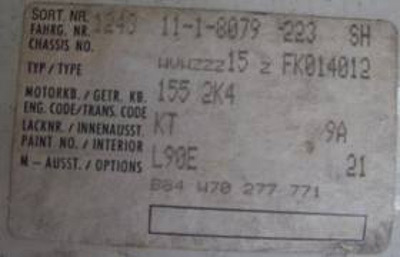 SORT. NR. 1243 11-1-8079 223 SH
FAHRG. NR.
CHASSIS NO. WVWZZZ15 Z FK014012
TYP / TYPE
MOTORKB. / GETR. KB. 155 2K4
ENG. CODE/TRANS. CODE
LACKNR. / INNENAUSST. KT 9A
PAINT NO. / INTERIOR
M - AUSST. / OPTIONS L90E 21
B84 W70 277 771